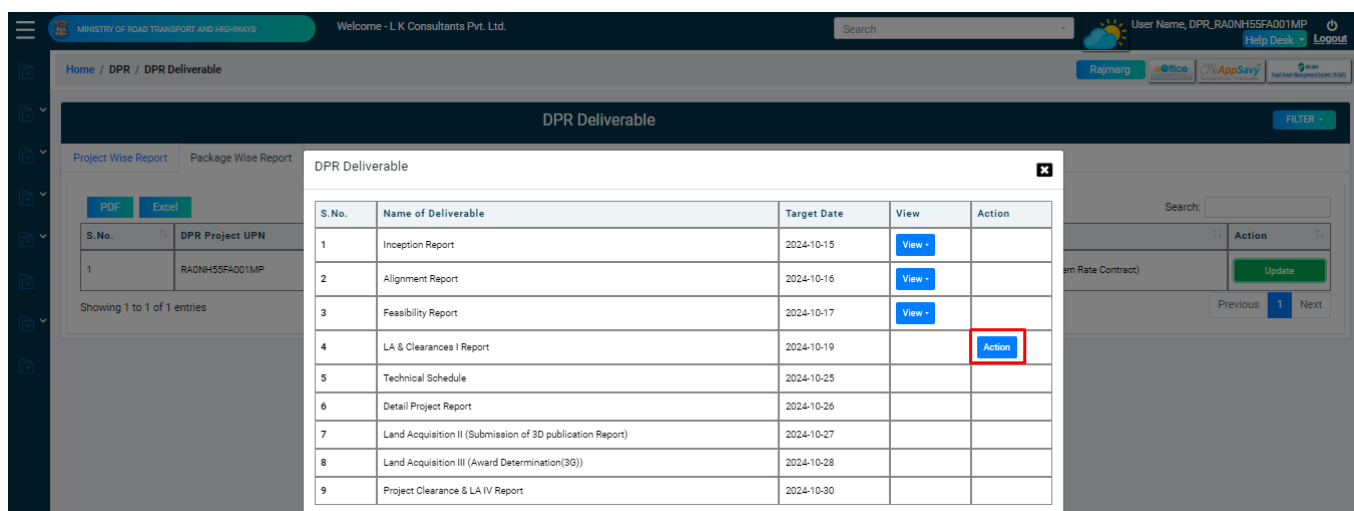 MINISTRY OF ROAD TRANSPORT AND HIGHWAYS
Welcome - L K Consultants Pvt. Ltd.
Search
User Name, DPR_RA0NH55FA001MP
Help Desk
Logout
Home / DPR / DPR Deliverable
Rajmarg
eOffice
AppSavy
DPR Deliverable
FILTER
Project Wise Report
Package Wise Report
DPR Deliverable
PDF
Excel
Search:
S.No.
DPR Project UPN
Action
1
RA0NH55FA001MP
em Rate Contract)
Update
Showing 1 to 1 of 1 entries
Previous 1 Next
S.No. Name of Deliverable Target Date View Action
1 Inception Report 2024-10-15 View
2 Alignment Report 2024-10-16 View
3 Feasibility Report 2024-10-17 View
4 LA & Clearances I Report 2024-10-19 Action
5 Technical Schedule 2024-10-25
6 Detail Project Report 2024-10-26
7 Land Acquisition II (Submission of 3D publication Report) 2024-10-27
8 Land Acquisition III (Award Determination(3G)) 2024-10-28
9 Project Clearance & LA IV Report 2024-10-30